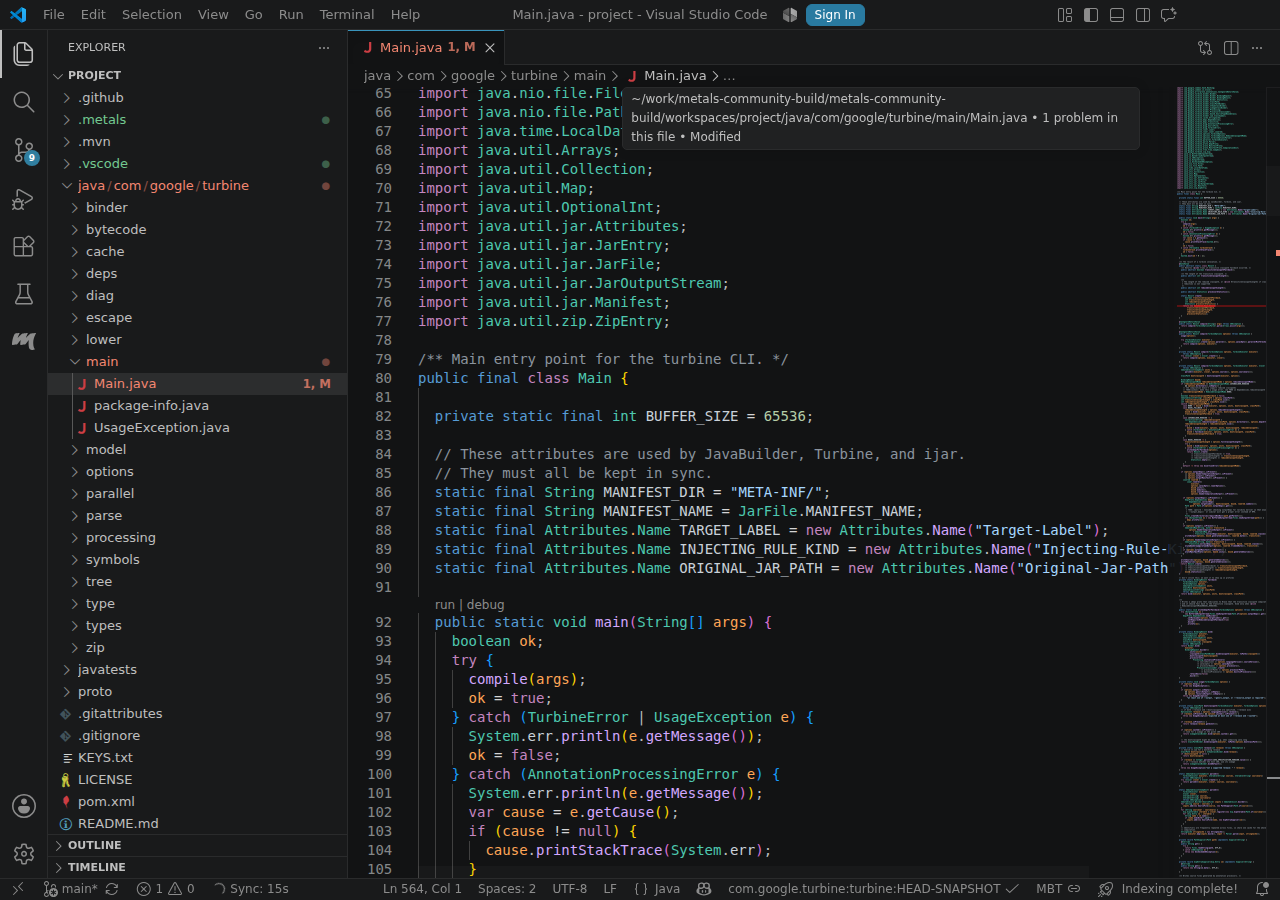 File Edit Selection View Go Run Terminal Help Main.java - project - Visual Studio Code Sign In
EXPLORER
PROJECT
.github
.metals
.mvn
.vscode
java/com/google/turbine
binder
bytecode
cache
deps
diag
escape
lower
main
Main.java 1, M
package-info.java
UsageException.java
model
options
parallel
parse
processing
symbols
tree
type
types
zip
javatests
proto
.gitattributes
.gitignore
KEYS.txt
LICENSE
pom.xml
README.md
OUTLINE
TIMELINE
9
Main.java 1, M
java > com > google > turbine > main > Main.java > ...
~/work/metals-community-build/metals-community-
build/workspaces/project/java/com/google/turbine/main/Main.java • 1 problem in
this file • Modified
65 import java.nio.file.File
66 import java.nio.file.Path
67 import java.time.LocalDat
68 import java.util.Arrays;
69 import java.util.Collection;
70 import java.util.Map;
71 import java.util.OptionalInt;
72 import java.util.jar.Attributes;
73 import java.util.jar.JarEntry;
74 import java.util.jar.JarFile;
75 import java.util.jar.JarOutputStream;
76 import java.util.jar.Manifest;
77 import java.util.zip.ZipEntry;
78
79 /** Main entry point for the turbine CLI. */
80 public final class Main {
81
82 private static final int BUFFER_SIZE = 65536;
83
84 // These attributes are used by JavaBuilder, Turbine, and ijar.
85 // They must all be kept in sync.
86 static final String MANIFEST_DIR = "META-INF/";
87 static final String MANIFEST_NAME = JarFile.MANIFEST_NAME;
88 static final Attributes.Name TARGET_LABEL = new Attributes.Name("Target-Label");
89 static final Attributes.Name INJECTING_RULE_KIND = new Attributes.Name("Injecting-Rule-K
90 static final Attributes.Name ORIGINAL_JAR_PATH = new Attributes.Name("Original-Jar-Path
91
run | debug
92 public static void main(String[] args) {
93 boolean ok;
94 try {
95 compile(args);
96 ok = true;
97 } catch (TurbineError | UsageException e) {
98 System.err.println(e.getMessage());
99 ok = false;
100 } catch (AnnotationProcessingError e) {
101 System.err.println(e.getMessage());
102 var cause = e.getCause();
103 if (cause != null) {
104 cause.printStackTrace(System.err);
105 }
main* 1 0 Sync: 15s Ln 564, Col 1 Spaces: 2 UTF-8 LF { } Java com.google.turbine:turbine:HEAD-SNAPSHOT MBT Indexing complete!